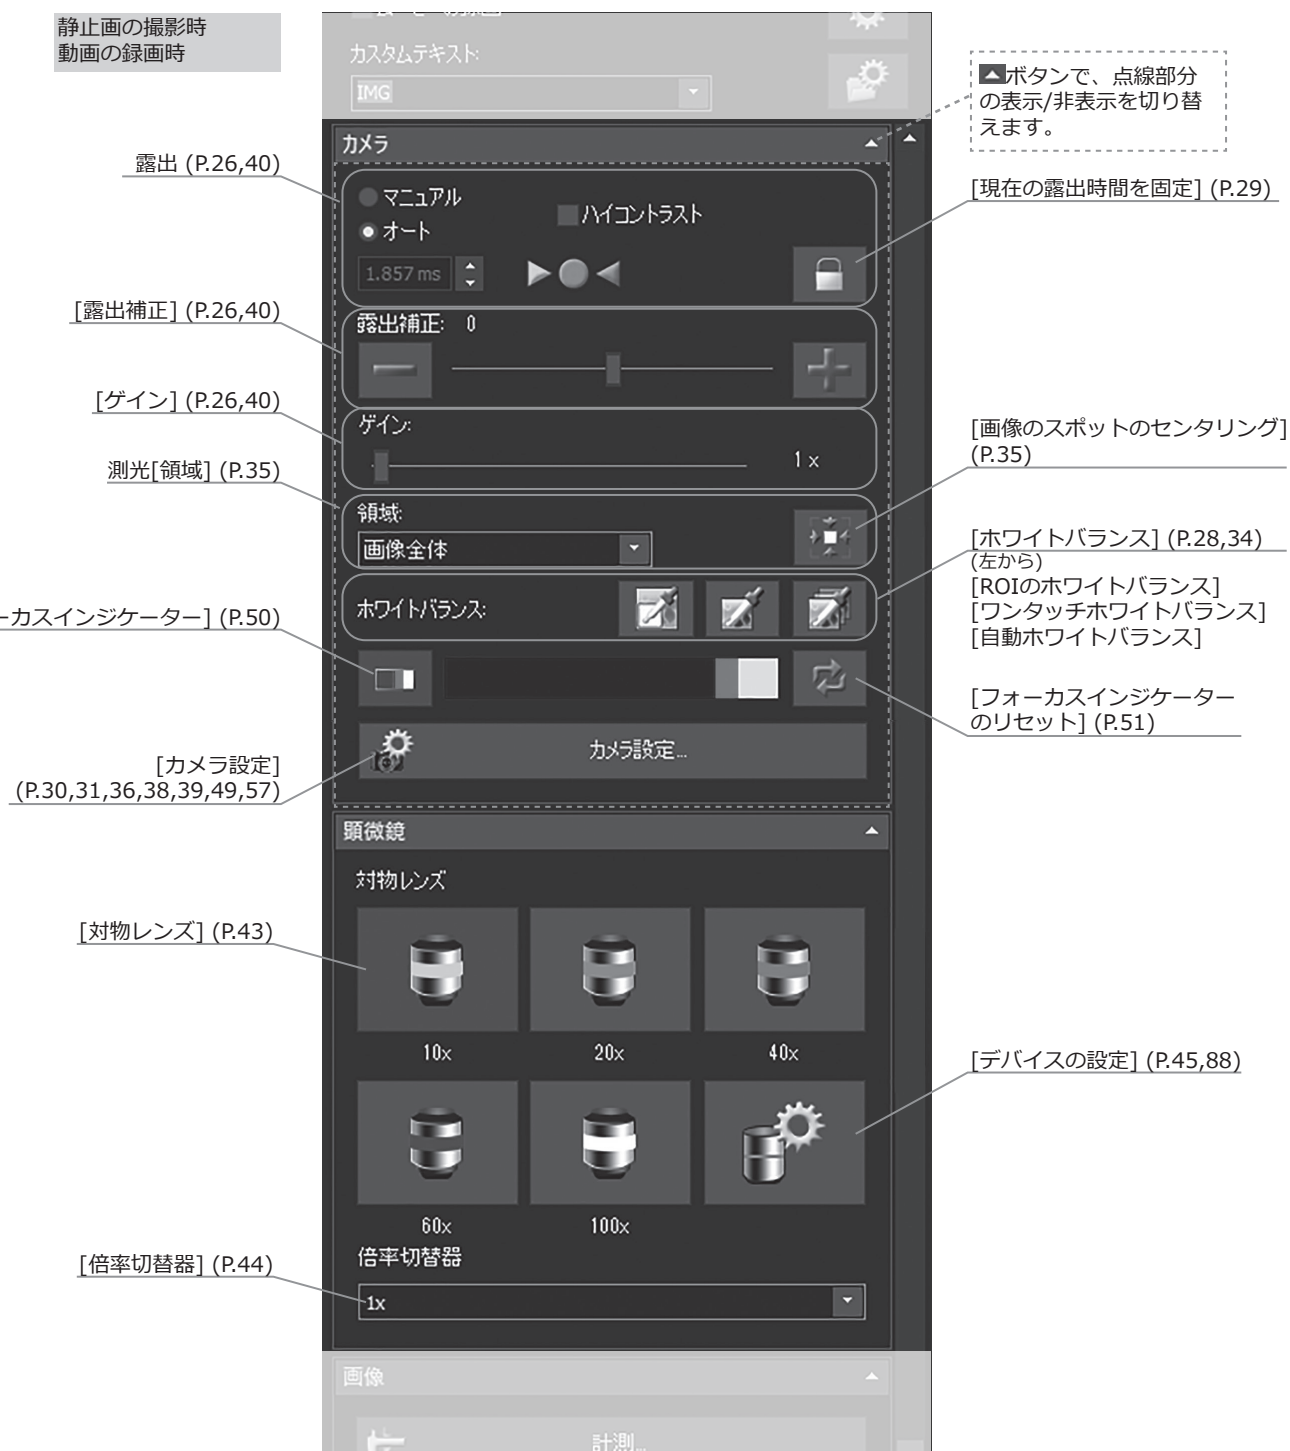 静止画の撮影時
動画の録画時
カスタムテキスト:
IMG
ボタンで、点線部分
の表示/非表示を切り替
えます。
カメラ
露出 (P.26,40)
マニュアル
オート
ハイコントラスト
1.857 ms
[現在の露出時間を固定] (P.29)
[露出補正] (P.26,40)
露出補正: 0
[ゲイン] (P.26,40)
ゲイン:
1 x
[画像のスポットのセンタリング]
(P.35)
測光[領域] (P.35)
領域:
画像全体
[ホワイトバランス] (P.28,34)
(左から)
[ROIのホワイトバランス]
[ワンタッチホワイトバランス]
[自動ホワイトバランス]
ホワイトバランス:
ーカスインジケーター] (P.50)
[フォーカスインジケーター
のリセット] (P.51)
[カメラ設定]
(P.30,31,36,38,39,49,57)
カメラ設定...
顕微鏡
対物レンズ
[対物レンズ] (P.43)
10x
20x
40x
[デバイスの設定] (P.45,88)
60x
100x
[倍率切替器] (P.44)
倍率切替器
1x
画像
計測...